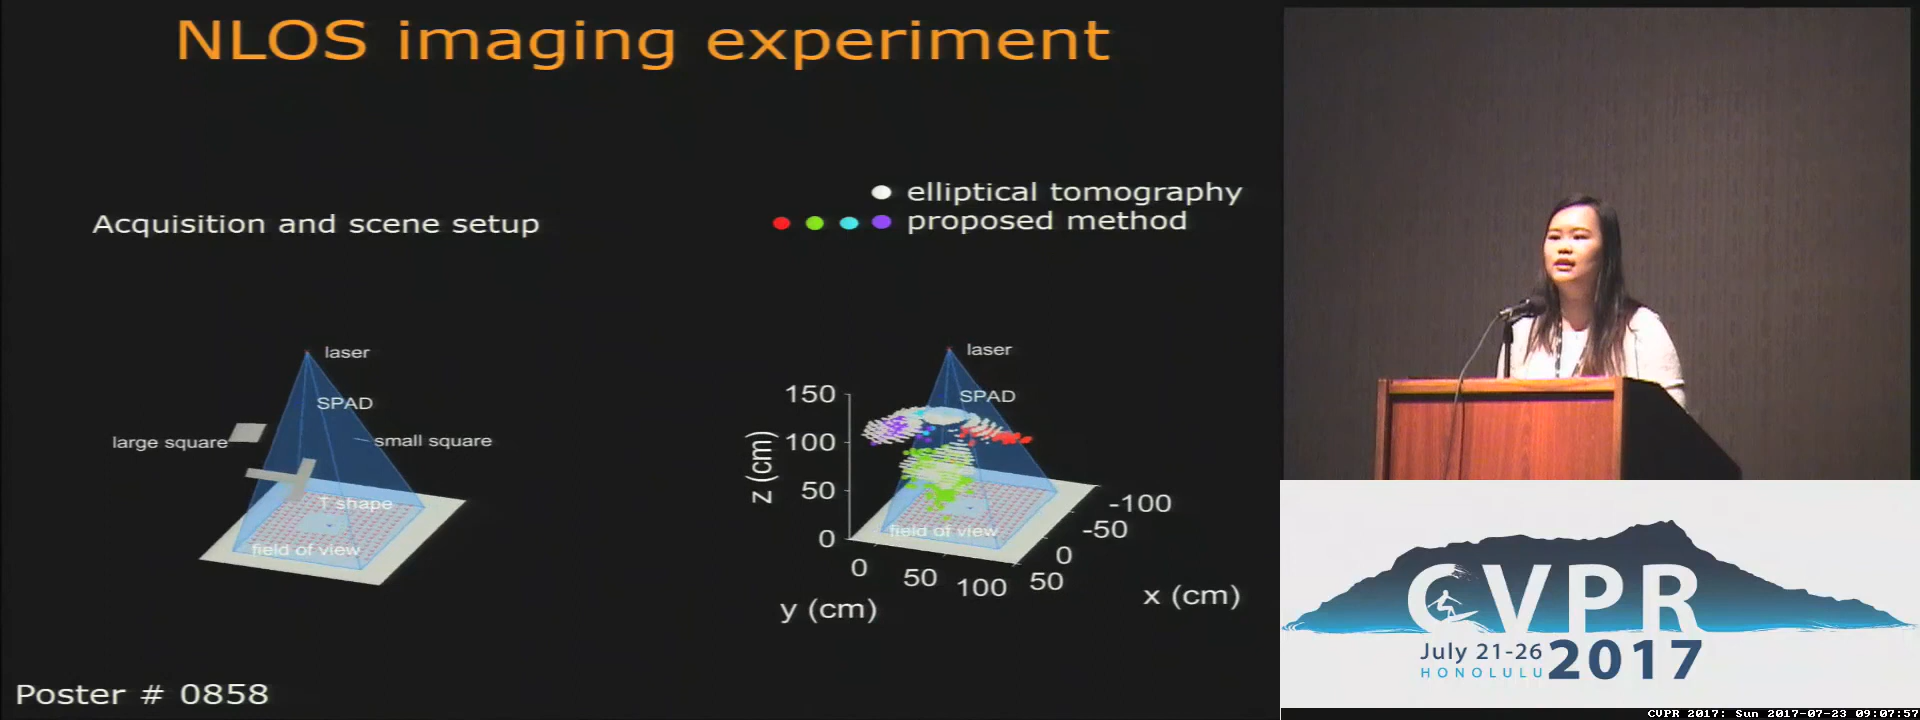 NLOS imaging experiment
elliptical tomography
proposed method
Acquisition and scene setup
laser
SPAD
large square
small square
T shape
field of view
laser
SPAD
150
100
50
0
z (cm)
field of view
0
50
100
y (cm)
-100
-50
0
50
x (cm)
Poster # 0858
CVPR
July 21-26
HONOLULU
2017
CVPR 2017: Sun 2017-07-23 09:07:57